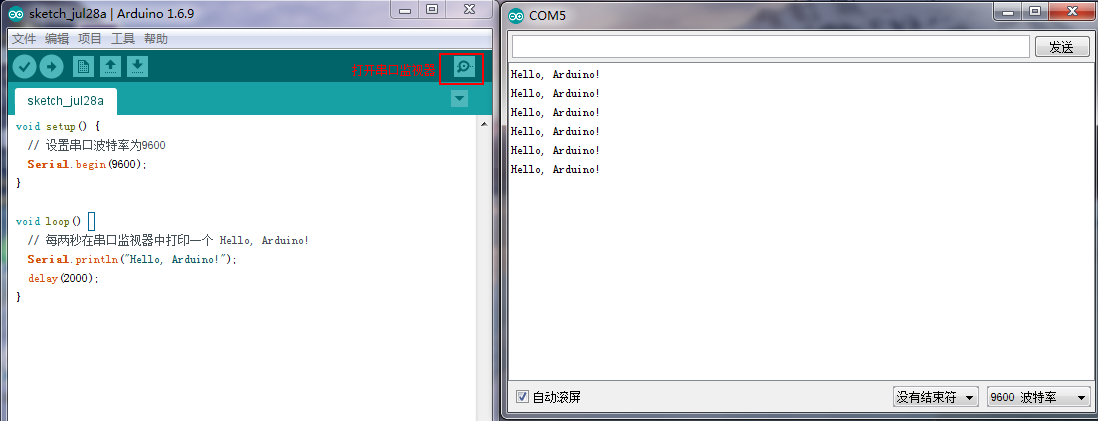 sketch_jul28a | Arduino 1.6.9
文件 编辑 项目 工具 帮助
sketch_jul28a
void setup() {
// 设置串口波特率为9600
Serial.begin(9600);
}
void loop() {
// 每两秒在串口监视器中打印一个 Hello, Arduino!
Serial.println("Hello, Arduino!");
delay(2000);
}
COM5
发送
Hello, Arduino!
Hello, Arduino!
Hello, Arduino!
Hello, Arduino!
Hello, Arduino!
Hello, Arduino!
自动滚屏
没有结束符
9600 波特率